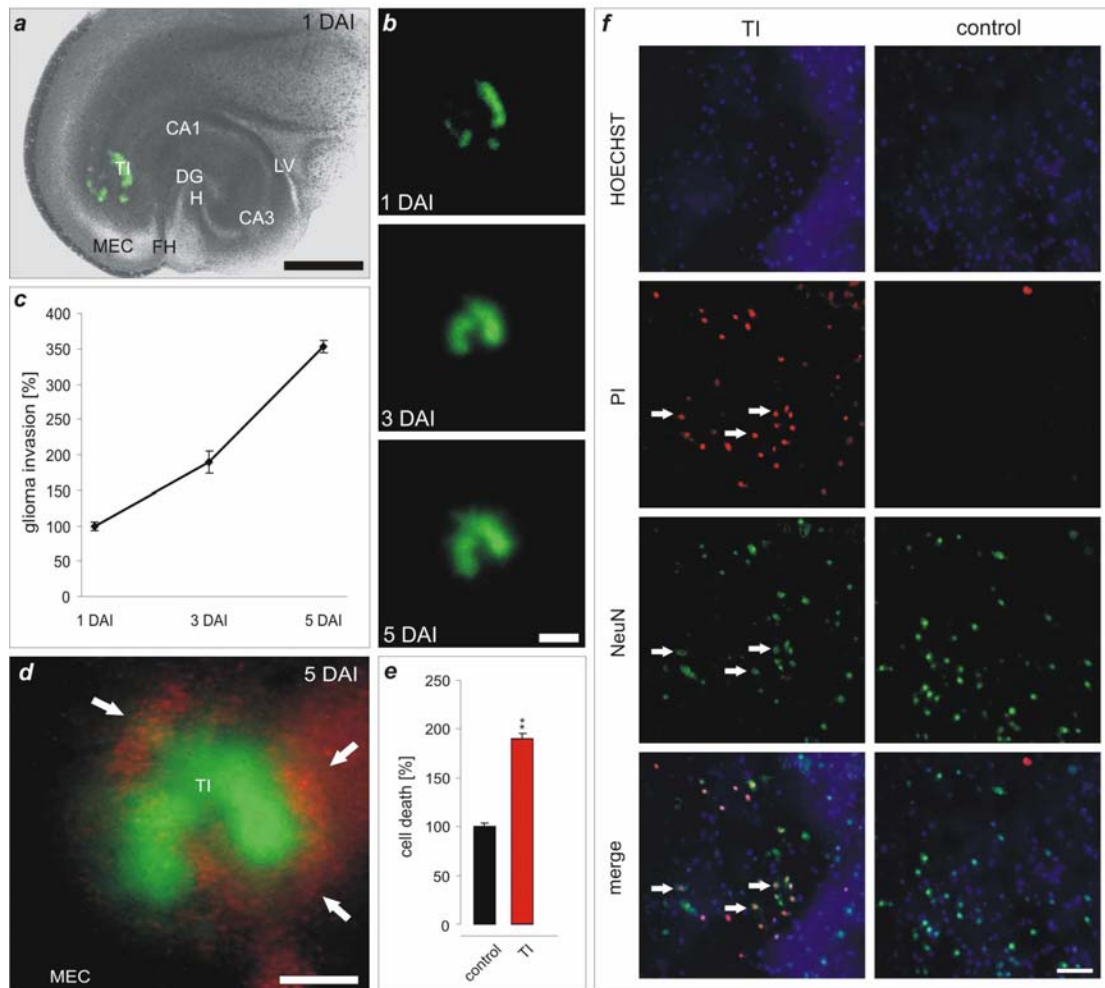 a
1 DAI
CA1
TI
DG
H
LV
CA3
MEC
FH
b
1 DAI
3 DAI
5 DAI
c
glioma invasion [%]
400
350
300
250
200
150
100
50
0
1 DAI
3 DAI
5 DAI
d
5 DAI
TI
MEC
e
cell death [%]
250
200
150
100
50
0
**
control
TI
f
TI
control
HOECHST
PI
NeuN
merge